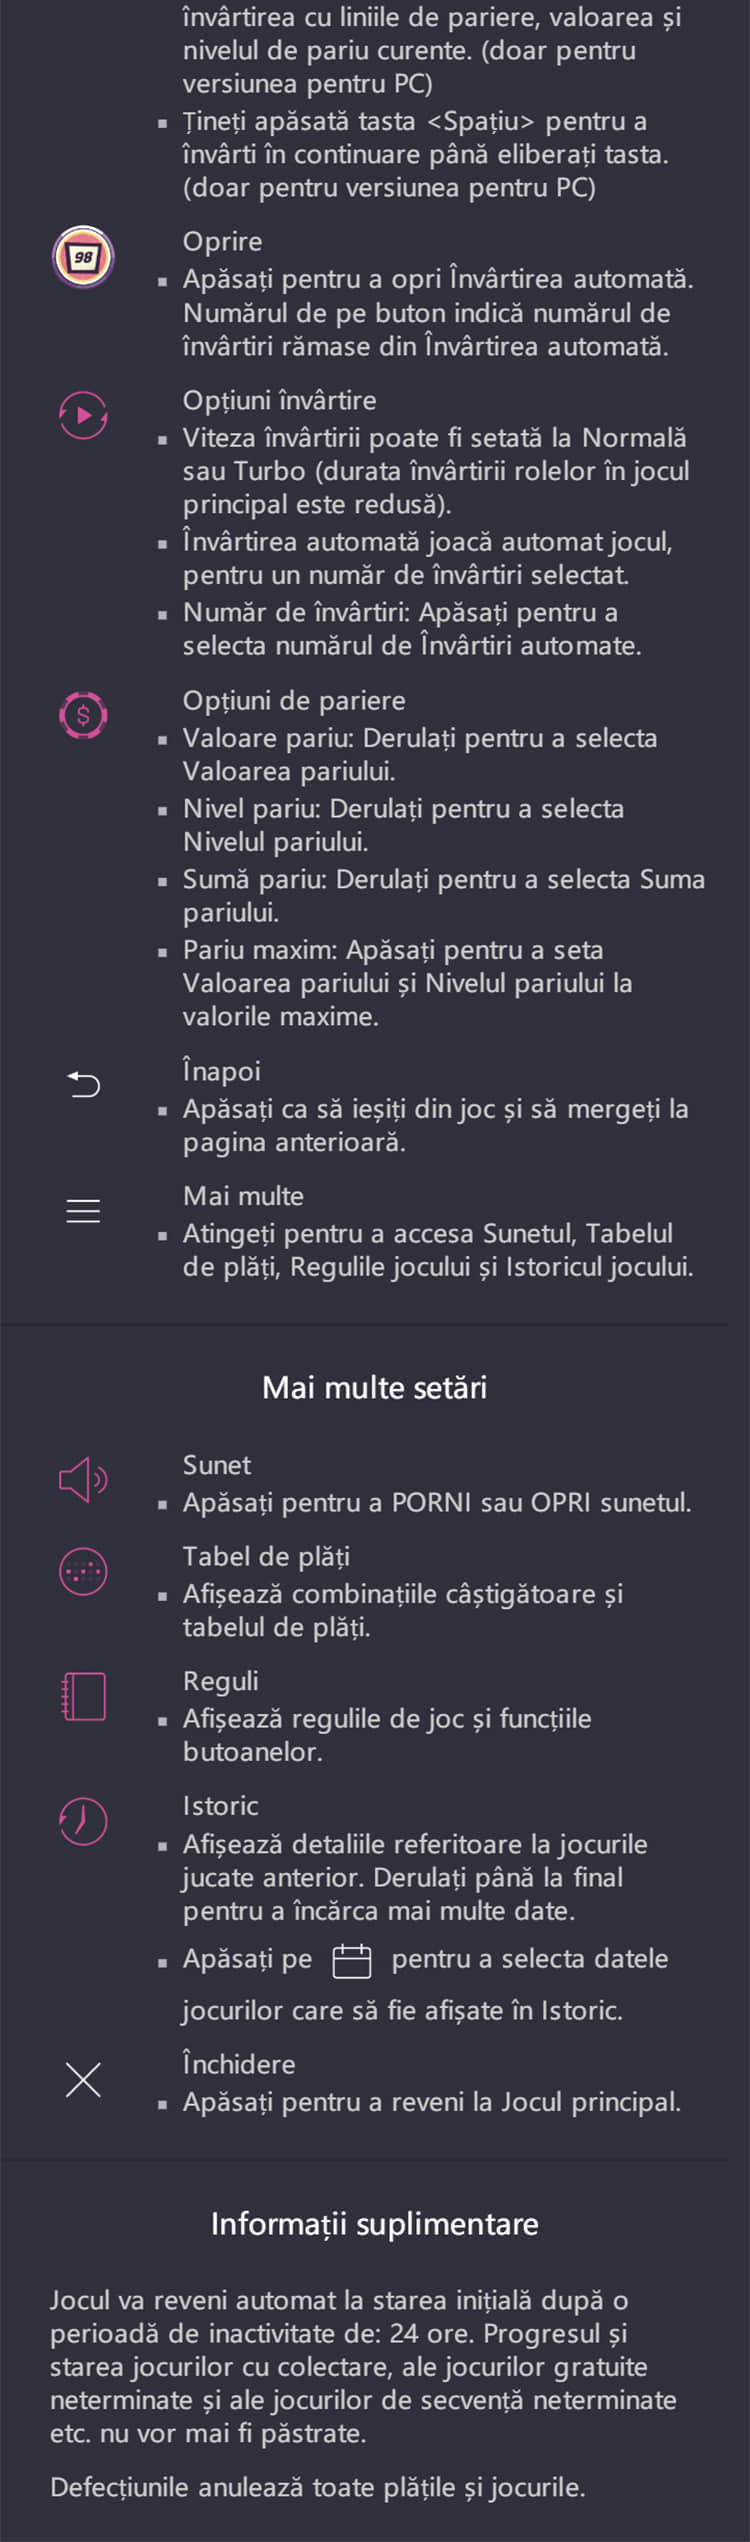 învârtirea cu liniile de pariere, valoarea și
nivelul de pariu curente. (doar pentru
versiunea pentru PC)
▪ Țineți apăsată tasta <Spațiu> pentru a
învârti în continuare până eliberați tasta.
(doar pentru versiunea pentru PC)
98
Oprire
▪ Apăsați pentru a opri Învârtirea automată.
Numărul de pe buton indică numărul de
învârtiri rămase din Învârtirea automată.
Opțiuni învârtire
▪ Viteza învârtirii poate fi setată la Normală
sau Turbo (durata învârtirii rolelor în jocul
principal este redusă).
▪ Învârtirea automată joacă automat jocul,
pentru un număr de învârtiri selectat.
▪ Număr de învârtiri: Apăsați pentru a
selecta numărul de Învârtiri automate.
$
Opțiuni de pariere
▪ Valoare pariu: Derulați pentru a selecta
Valoarea pariului.
▪ Nivel pariu: Derulați pentru a selecta
Nivelul pariului.
▪ Sumă pariu: Derulați pentru a selecta Suma
pariului.
▪ Pariu maxim: Apăsați pentru a seta
Valoarea pariului și Nivelul pariului la
valorile maxime.
Înapoi
▪ Apăsați ca să ieșiți din joc și să mergeți la
pagina anterioară.
Mai multe
▪ Atingeți pentru a accesa Sunetul, Tabelul
de plăți, Regulile jocului și Istoricul jocului.
Mai multe setări
Sunet
▪ Apăsați pentru a PORNI sau OPRI sunetul.
Tabel de plăți
▪ Afișează combinațiile câștigătoare și
tabelul de plăți.
Reguli
▪ Afișează regulile de joc și funcțiile
butoanelor.
Istoric
▪ Afișează detaliile referitoare la jocurile
jucate anterior. Derulați până la final
pentru a încărca mai multe date.
▪ Apăsați pe pentru a selecta datele
jocurilor care să fie afișate în Istoric.
Închidere
▪ Apăsați pentru a reveni la Jocul principal.
Informații suplimentare
Jocul va reveni automat la starea inițială după o
perioadă de inactivitate de: 24 ore. Progresul și
starea jocurilor cu colectare, ale jocurilor gratuite
neterminate și ale jocurilor de secvență neterminate
etc. nu vor mai fi păstrate.
Defecțiunile anulează toate plățile și jocurile.